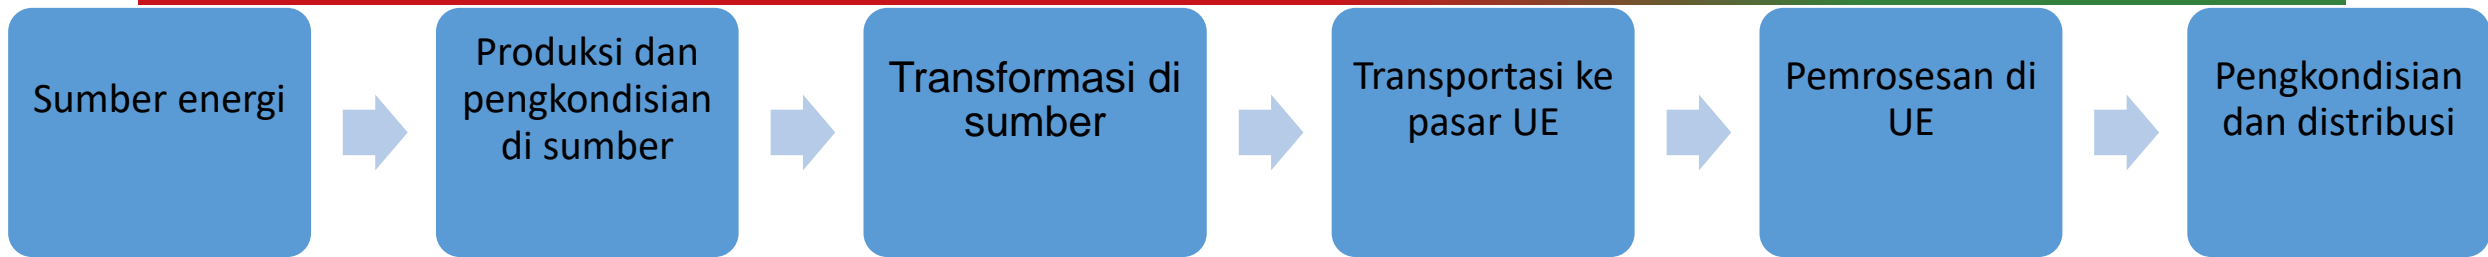 Sumber energi
Produksi dan
pengkondisian
di sumber
Transformasi di
sumber
Transportasi ke
pasar UE
Pemrosesan di
UE
Pengkondisian
dan distribusi